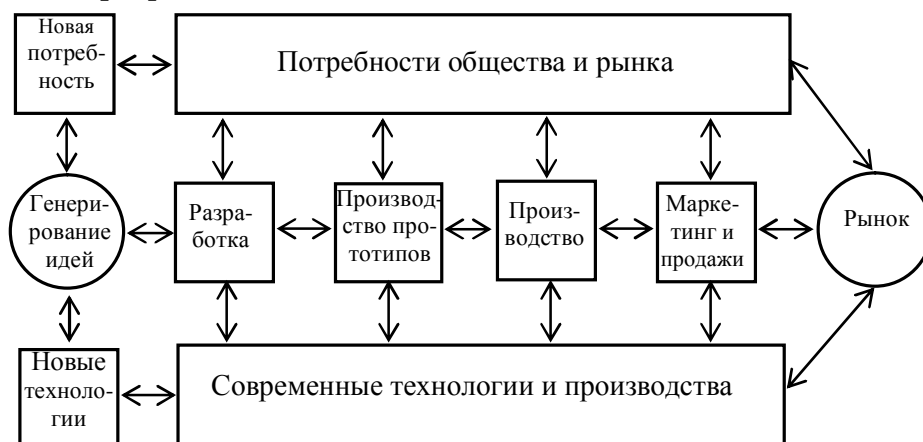 Новая
потреб-
ность
Потребности общества и рынка
Генери-
рование
идей
Разра-
ботка
Производ-
ство про-
тотипов
Произ-
водство
Марке-
тинг и
продажи
Рынок
Новые
техноло-
гии
Современные технологии и производства